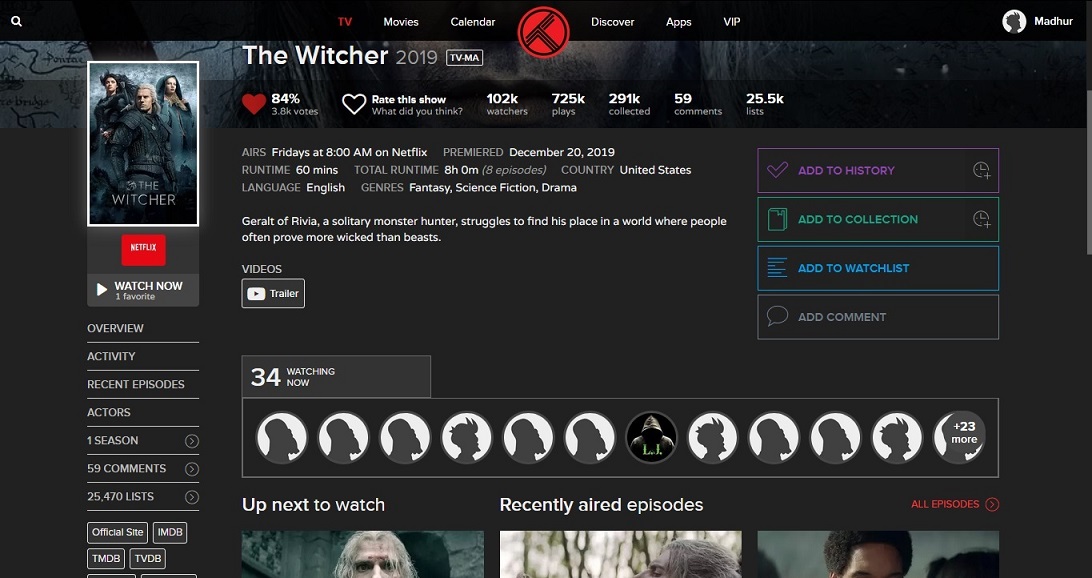 TV Movies Calendar Discover Apps VIP Madhur
The Witcher 2019 TV-MA
84%
3.8k votes
Rate this show
What did you think?
102k
watchers
725k
plays
291k
collected
59
comments
25.5k
lists
THE
WITCHER
NETFLIX
WATCH NOW
1 favorite
OVERVIEW
ACTIVITY
RECENT EPISODES
ACTORS
1 SEASON
59 COMMENTS
25,470 LISTS
Official Site IMDB
TMDB TVDB
AIRS Fridays at 8:00 AM on Netflix PREMIERED December 20, 2019
RUNTIME 60 mins TOTAL RUNTIME 8h 0m (8 episodes) COUNTRY United States
LANGUAGE English GENRES Fantasy, Science Fiction, Drama
Geralt of Rivia, a solitary monster hunter, struggles to find his place in a world where people
often prove more wicked than beasts.
VIDEOS
Trailer
ADD TO HISTORY
ADD TO COLLECTION
ADD TO WATCHLIST
ADD COMMENT
34 WATCHING
NOW
L.J.
+23
more
Up next to watch
Recently aired episodes
ALL EPISODES